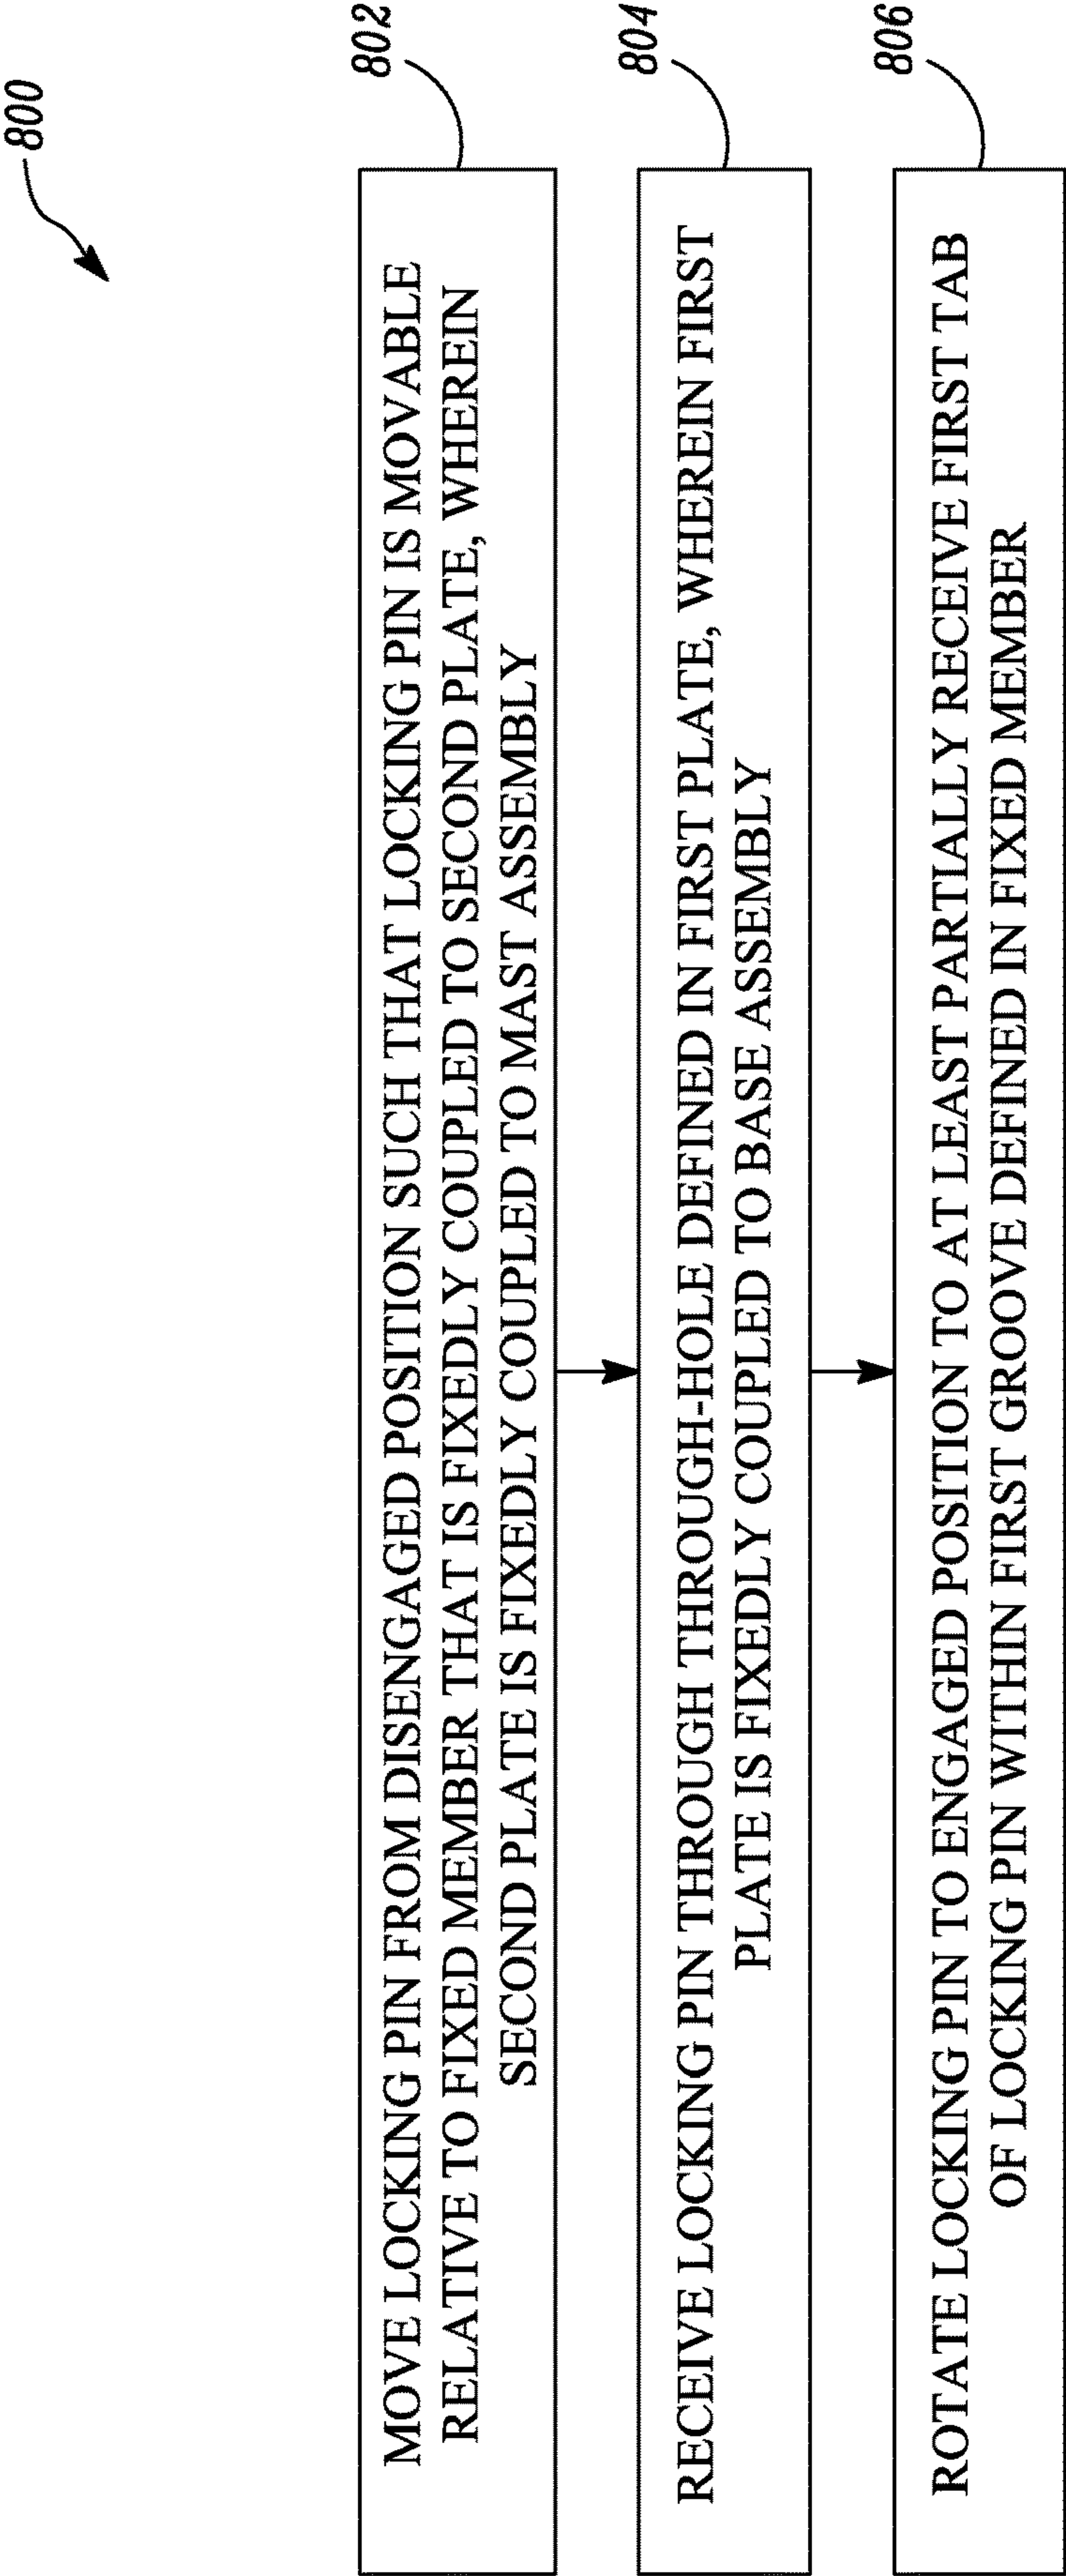 800
802
MOVE LOCKING PIN FROM DISENGAGED POSITION SUCH THAT LOCKING PIN IS MOVABLE
RELATIVE TO FIXED MEMBER THAT IS FIXEDLY COUPLED TO SECOND PLATE, WHEREIN
SECOND PLATE IS FIXEDLY COUPLED TO MAST ASSEMBLY
804
RECEIVE LOCKING PIN THROUGH THROUGH-HOLE DEFINED IN FIRST PLATE, WHEREIN FIRST
PLATE IS FIXEDLY COUPLED TO BASE ASSEMBLY
806
ROTATE LOCKING PIN TO ENGAGED POSITION TO AT LEAST PARTIALLY RECEIVE FIRST TAB
OF LOCKING PIN WITHIN FIRST GROOVE DEFINED IN FIXED MEMBER